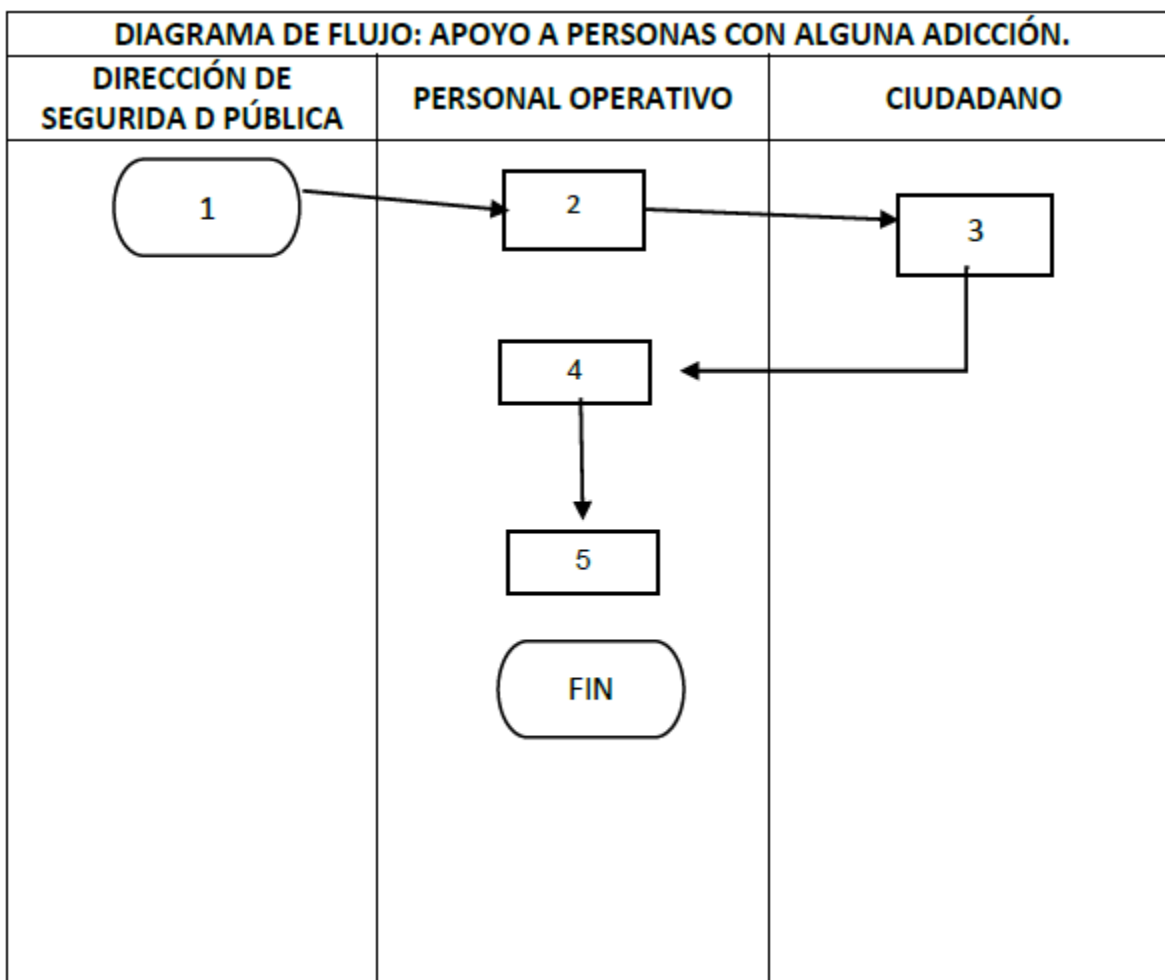 DIAGRAMA DE FLUJO: APOYO A PERSONAS CON ALGUNA ADICCIÓN.
DIRECCIÓN DE
SEGURIDA D PÚBLICA
PERSONAL OPERATIVO
CIUDADANO
1
2
3
4
5
FIN